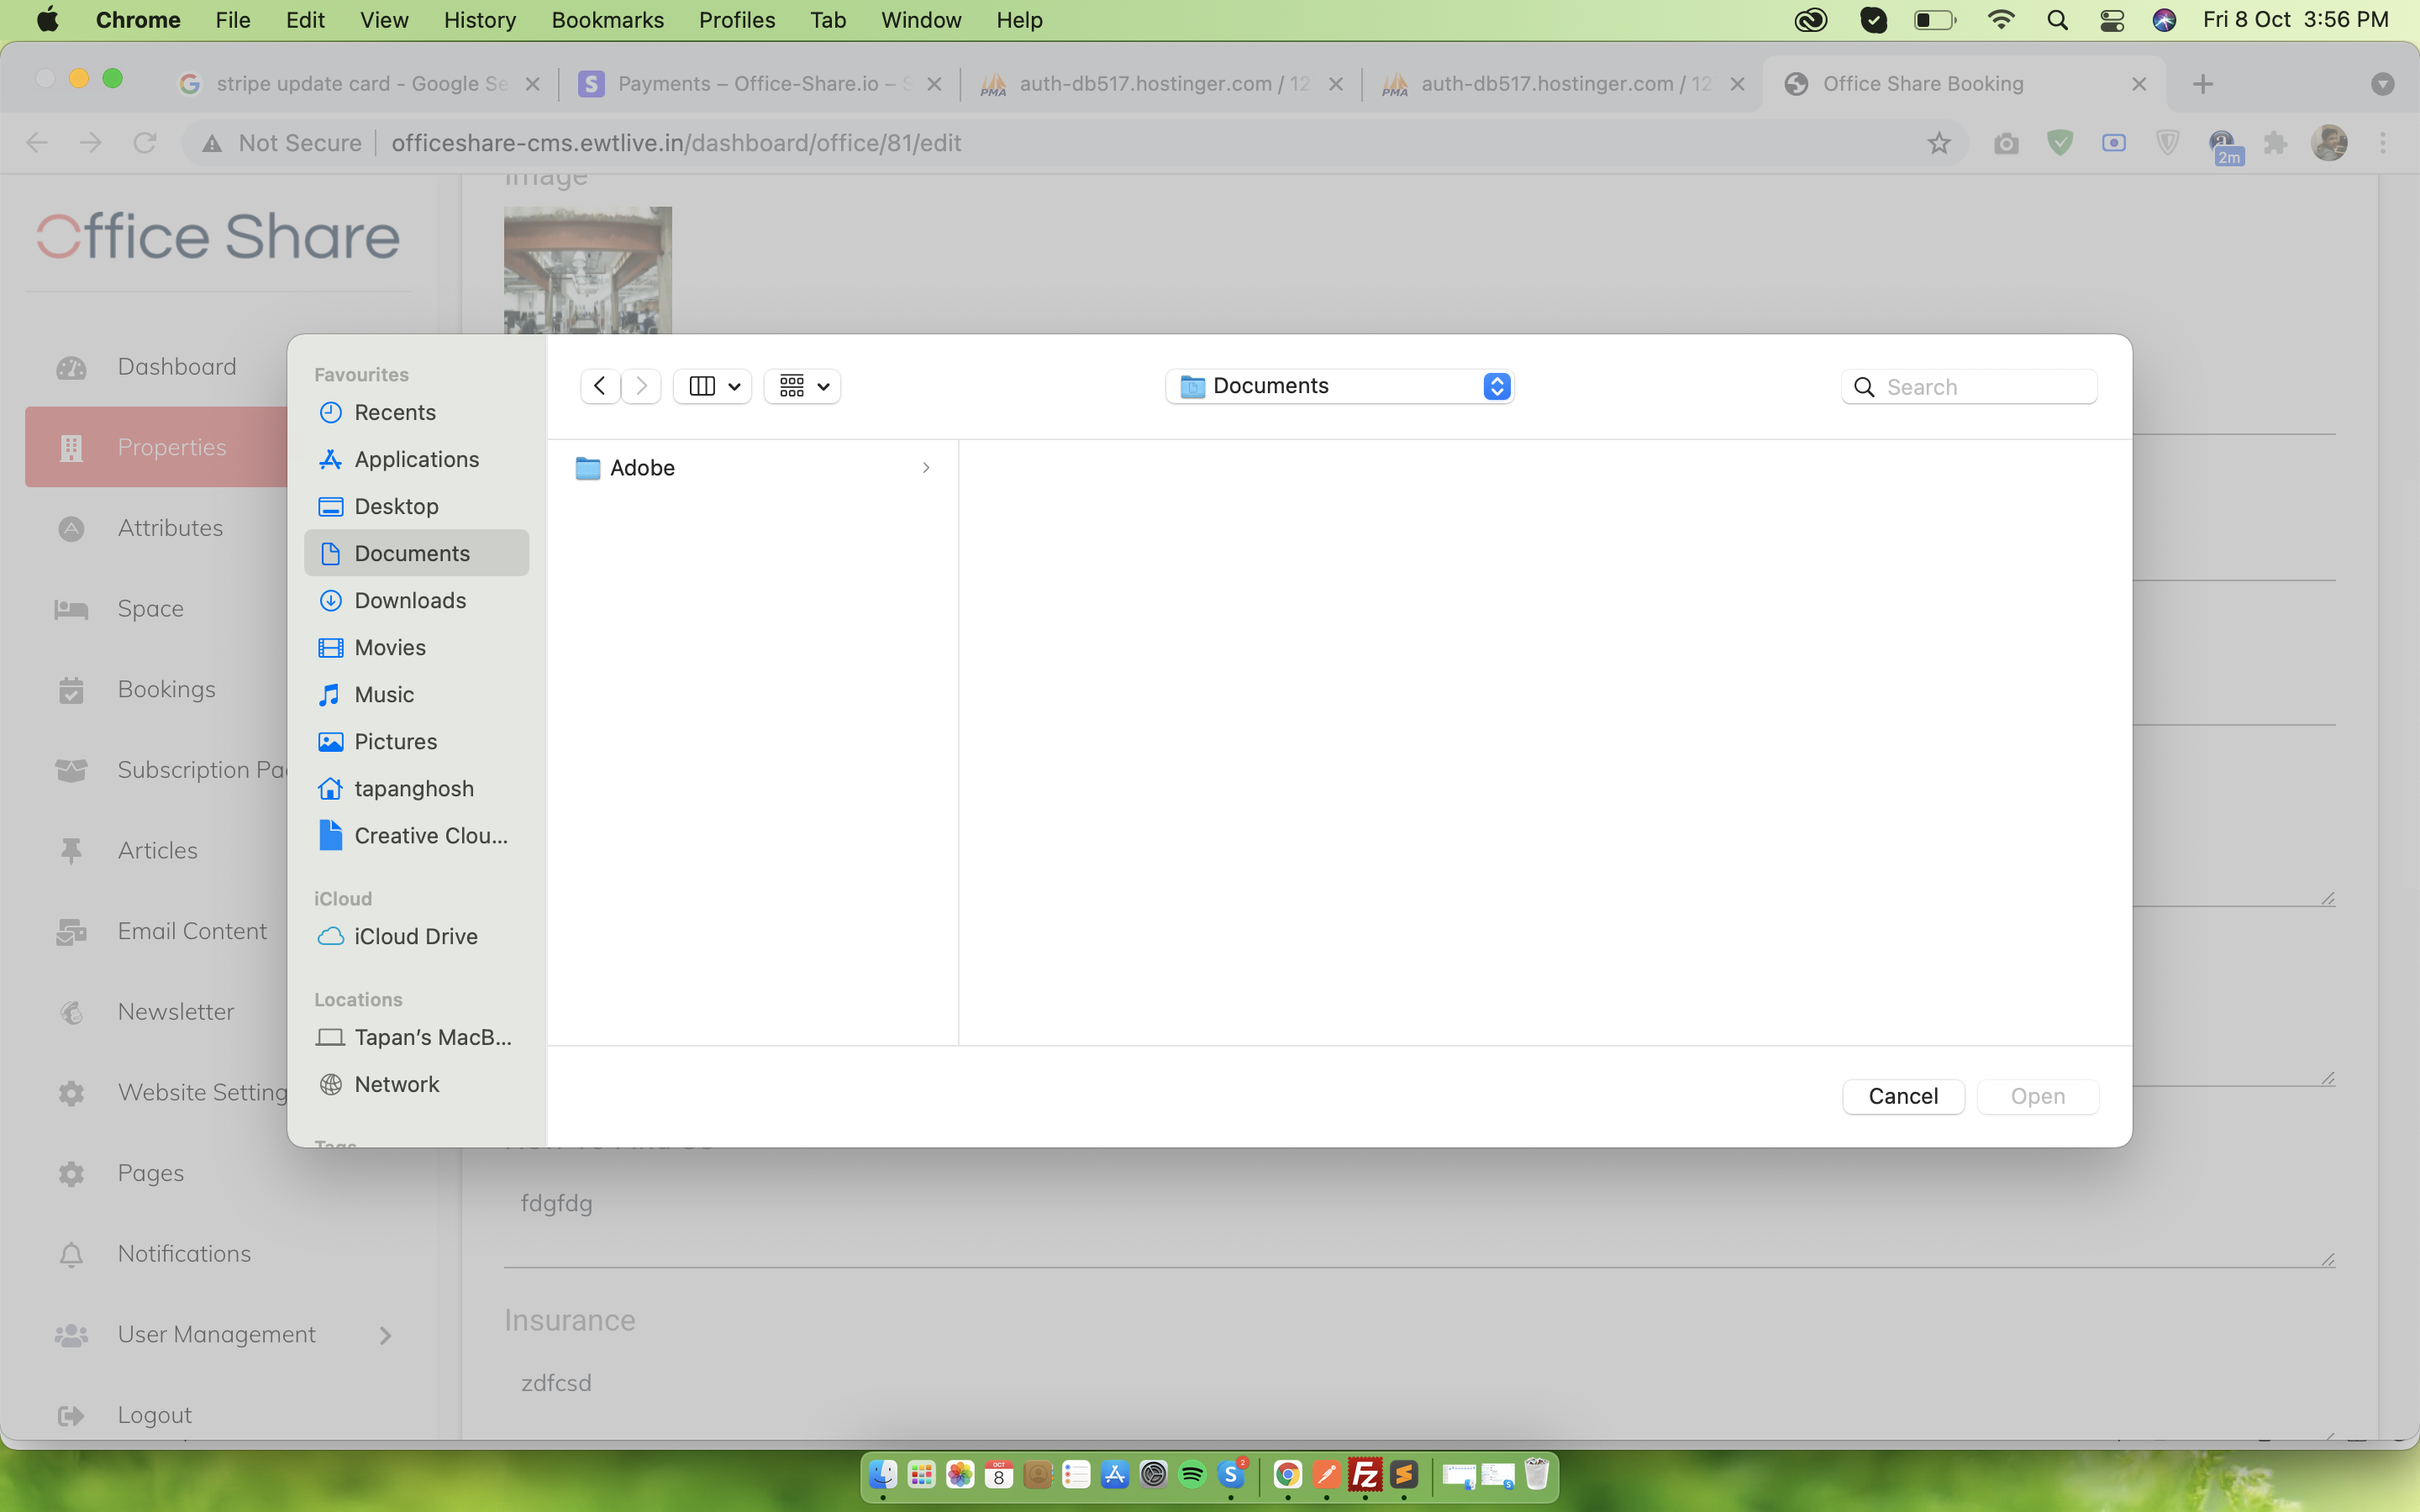 Chrome File Edit View History Bookmarks Profiles Tab Window Help Fri 8 Oct 3:56 PM
stripe update card - Google Se
Payments – Office-Share.io – S
auth-db517.hostinger.com / 12
auth-db517.hostinger.com / 12
Office Share Booking
Not Secure officeshare-cms.ewtlive.in/dashboard/office/81/edit
2m
Office Share
Dashboard
Properties
Attributes
Space
Bookings
Subscription Pac
Articles
Email Content
Newsletter
Website Setting
Pages
Notifications
User Management
Logout
Image
Favourites
Recents
Applications
Desktop
Documents
Downloads
Movies
Music
Pictures
tapanghosh
Creative Clou...
iCloud
iCloud Drive
Locations
Tapan's MacB...
Network
Tags
Documents
Search
Adobe
Cancel Open
fdgfdg
Insurance
zdfcsd
OCT
8
2